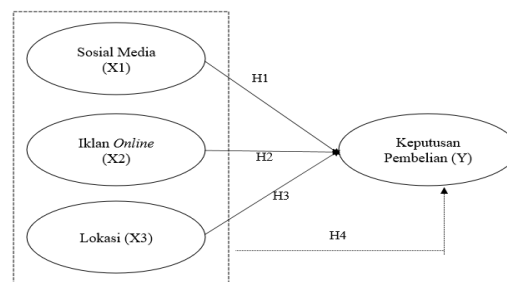 Sosial Media
(X1)
H1
Iklan Online
(X2)
Keputusan
Pembelian (Y)
H2
H3
Lokasi (X3)
H4